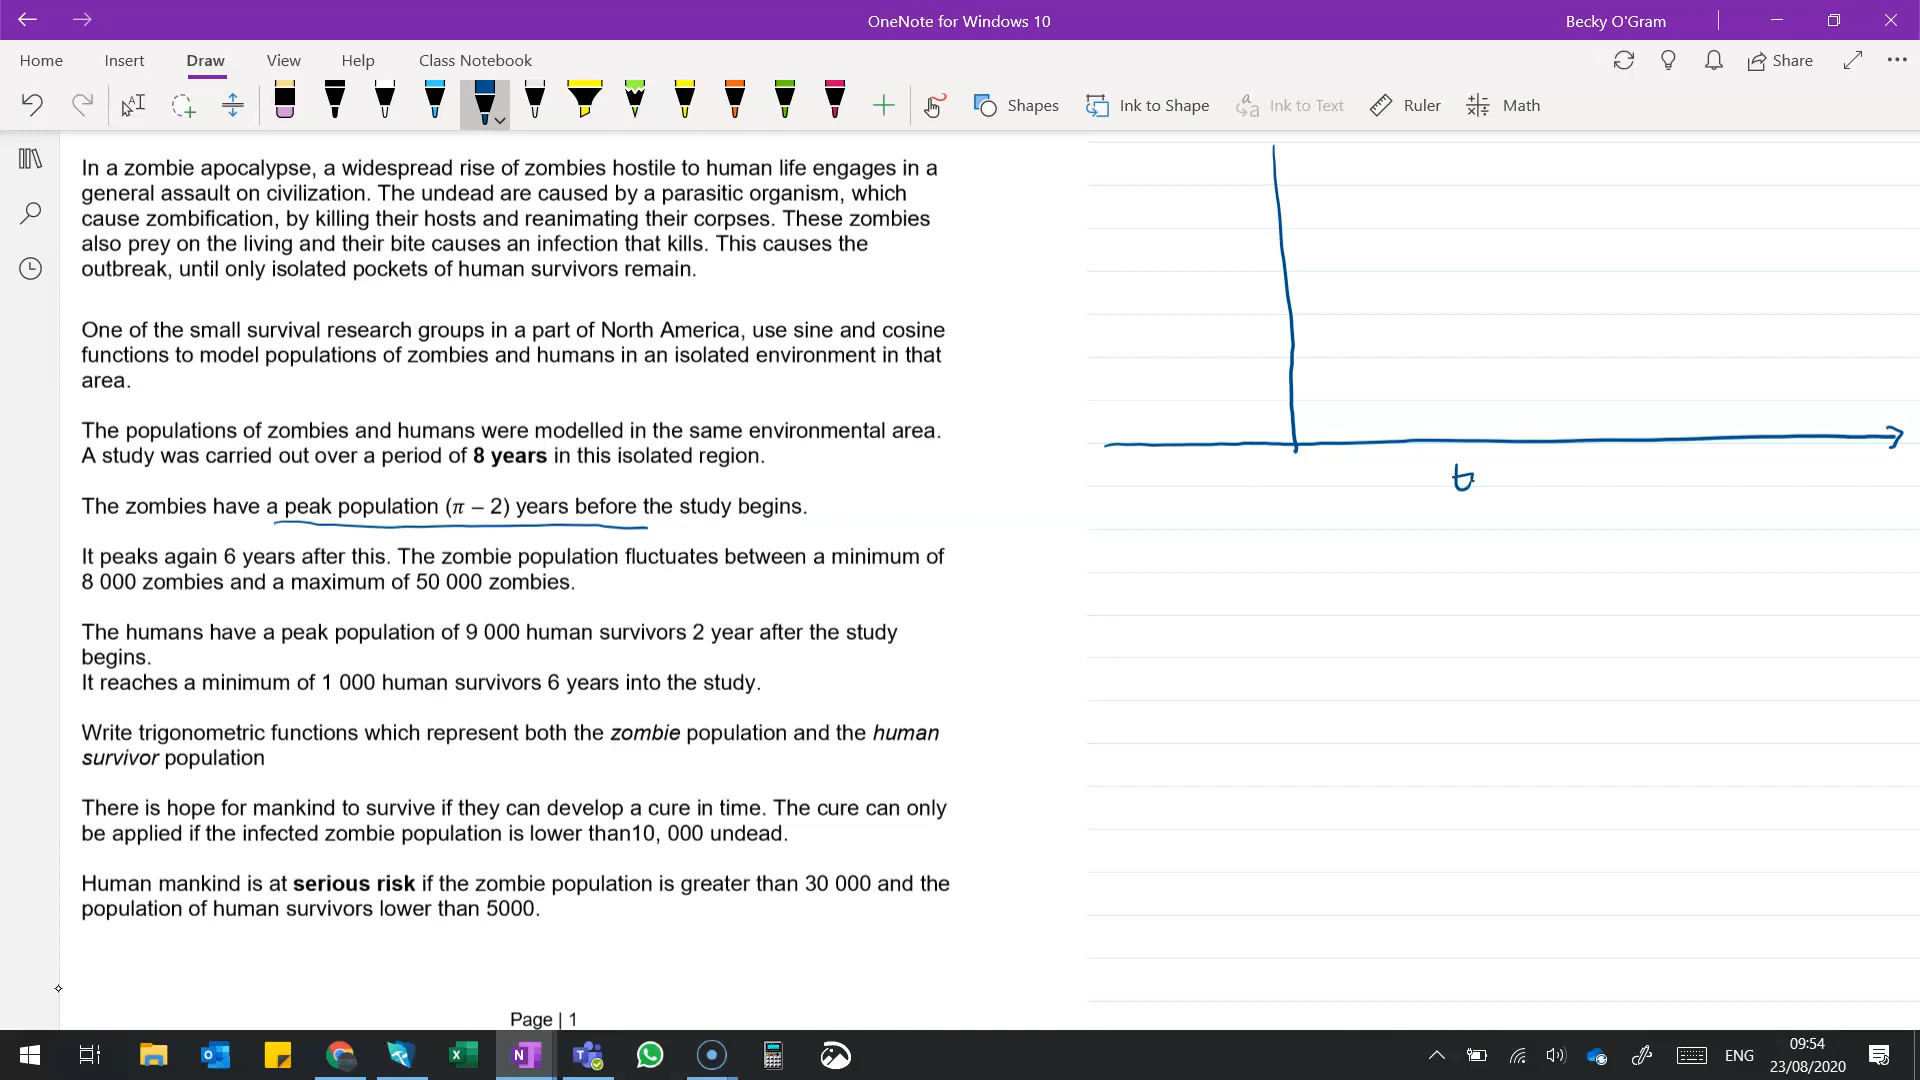 OneNote for Windows 10
Becky O'Gram
Home Insert Draw View Help Class Notebook
Share
Shapes Ink to Shape Ink to Text Ruler Math
In a zombie apocalypse, a widespread rise of zombies hostile to human life engages in a
general assault on civilization. The undead are caused by a parasitic organism, which
cause zombification, by killing their hosts and reanimating their corpses. These zombies
also prey on the living and their bite causes an infection that kills. This causes the
outbreak, until only isolated pockets of human survivors remain.
One of the small survival research groups in a part of North America, use sine and cosine
functions to model populations of zombies and humans in an isolated environment in that
area.
The populations of zombies and humans were modelled in the same environmental area.
A study was carried out over a period of 8 years in this isolated region.
The zombies have a peak population (π – 2) years before the study begins.
It peaks again 6 years after this. The zombie population fluctuates between a minimum of
8 000 zombies and a maximum of 50 000 zombies.
The humans have a peak population of 9 000 human survivors 2 year after the study
begins.
It reaches a minimum of 1 000 human survivors 6 years into the study.
Write trigonometric functions which represent both the zombie population and the human
survivor population
There is hope for mankind to survive if they can develop a cure in time. The cure can only
be applied if the infected zombie population is lower than10, 000 undead.
Human mankind is at serious risk if the zombie population is greater than 30 000 and the
population of human survivors lower than 5000.
Page | 1
t
ENG
09:54
23/08/2020